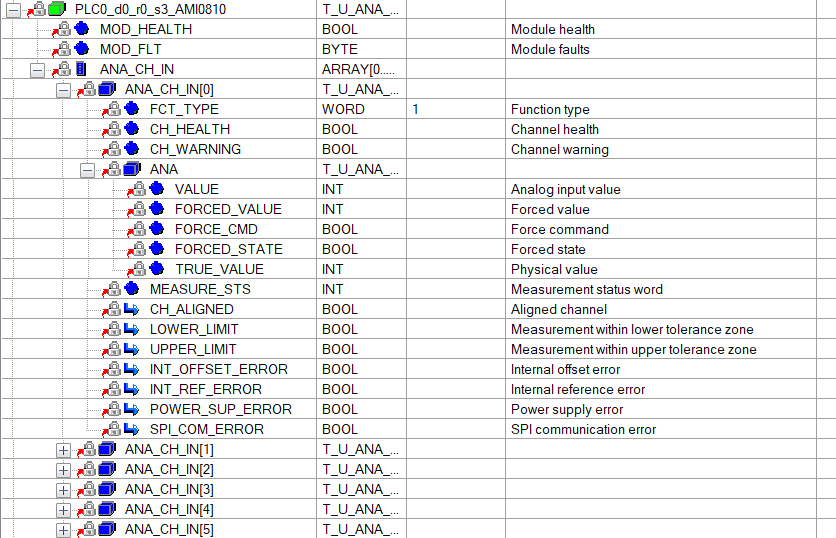 PLC0_d0_r0_s3_AMI0810 T_U_ANA_...
MOD_HEALTH BOOL Module health
MOD_FLT BYTE Module faults
ANA_CH_IN ARRAY[0.....
ANA_CH_IN[0] T_U_ANA_...
FCT_TYPE WORD 1 Function type
CH_HEALTH BOOL Channel health
CH_WARNING BOOL Channel warning
ANA T_U_ANA_...
VALUE INT Analog input value
FORCED_VALUE INT Forced value
FORCE_CMD BOOL Force command
FORCED_STATE BOOL Forced state
TRUE_VALUE INT Physical value
MEASURE_STS INT Measurement status word
CH_ALIGNED BOOL Aligned channel
LOWER_LIMIT BOOL Measurement within lower tolerance zone
UPPER_LIMIT BOOL Measurement within upper tolerance zone
INT_OFFSET_ERROR BOOL Internal offset error
INT_REF_ERROR BOOL Internal reference error
POWER_SUP_ERROR BOOL Power supply error
SPI_COM_ERROR BOOL SPI communication error
ANA_CH_IN[1] T_U_ANA_...
ANA_CH_IN[2] T_U_ANA_...
ANA_CH_IN[3] T_U_ANA_...
ANA_CH_IN[4] T_U_ANA_...
ANA_CH_IN[5] T_U_ANA_...